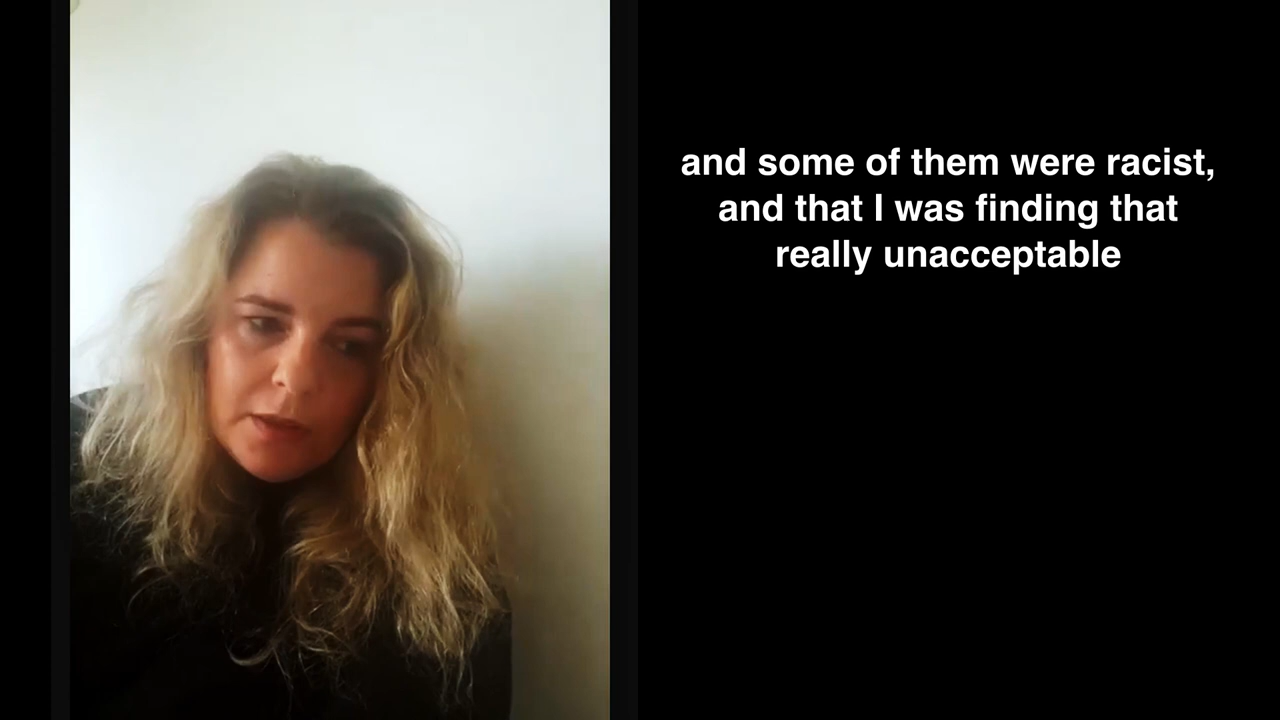 and some of them were racist,
and that I was finding that
really unacceptable